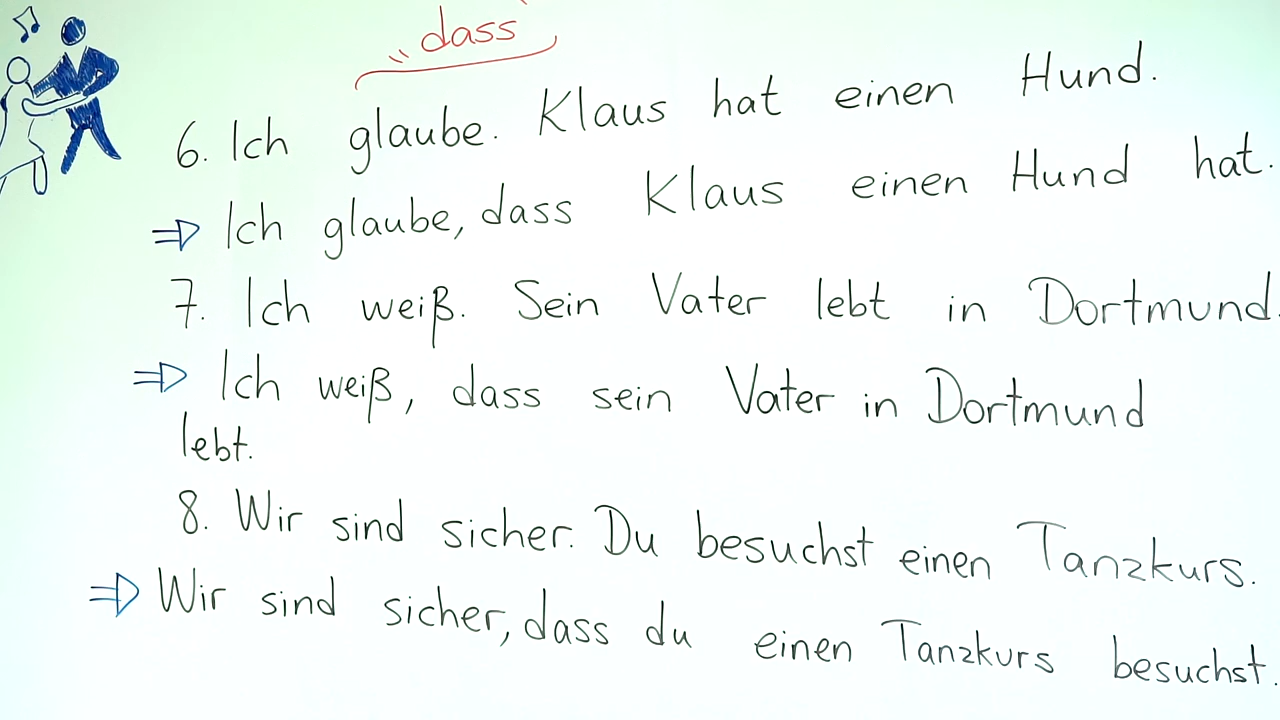 „dass“
6. Ich glaube. Klaus hat einen Hund.
⇒ Ich glaube, dass Klaus einen Hund hat.
7. Ich weiß. Sein Vater lebt in Dortmund.
⇒ Ich weiß, dass sein Vater in Dortmund
lebt.
8. Wir sind sicher. Du besuchst einen Tanzkurs.
⇒ Wir sind sicher, dass du einen Tanzkurs besuchst.